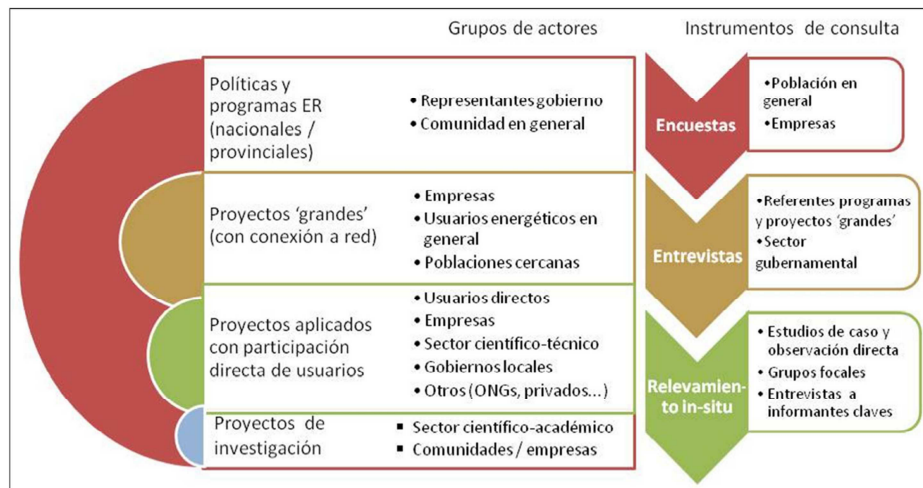 Grupos de actores
Instrumentos de consulta
Políticas y
programas ER
(nacionales /
provinciales)
• Representantes gobierno
• Comunidad en general
Encuestas
• Población en
general
• Empresas
Proyectos ‘grandes’
(con conexión a red)
• Empresas
• Usuarios energéticos en
general
• Poblaciones cercanas
Entrevistas
• Referentes programas
y proyectos ‘grandes’
• Sector
gubernamental
Proyectos aplicados
con participación
directa de usuarios
• Usuarios directos
• Empresas
• Sector científico-técnico
• Gobiernos locales
• Otros (ONGs, privados...)
Relevamien-
to in-situ
• Estudios de caso y
observación directa
• Grupos focales
• Entrevistas a
informantes claves
Proyectos de
investigación
▪ Sector científico-académico
▪ Comunidades / empresas